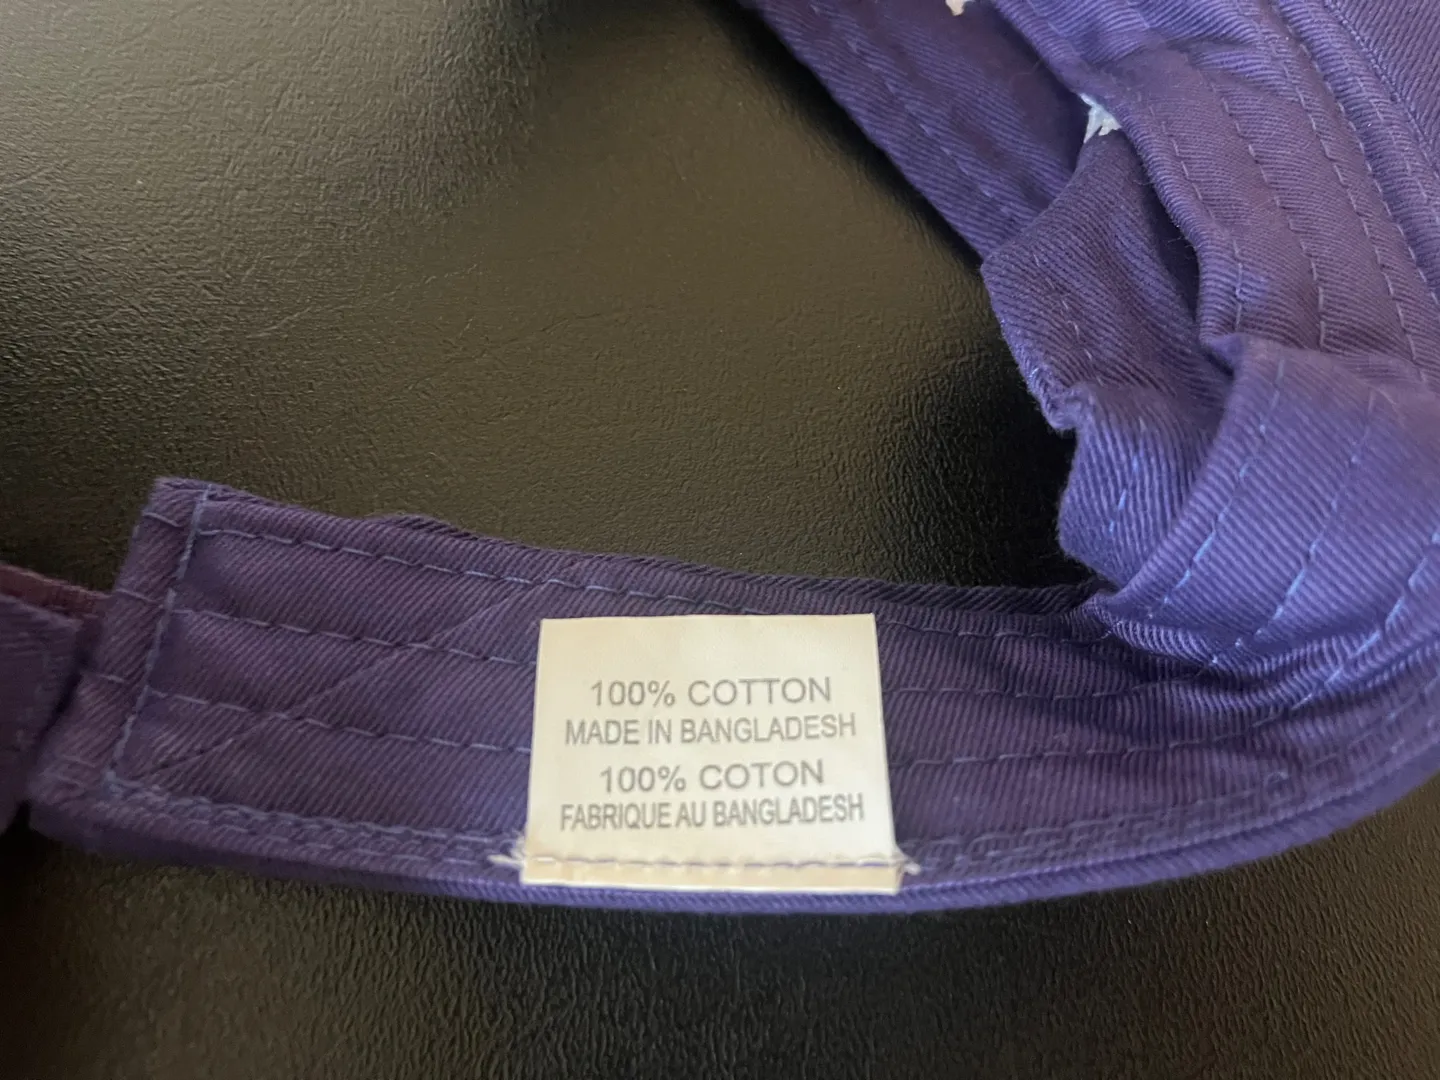 100% COTTON
MADE IN BANGLADESH
100% COTON
FABRIQUE AU BANGLADESH